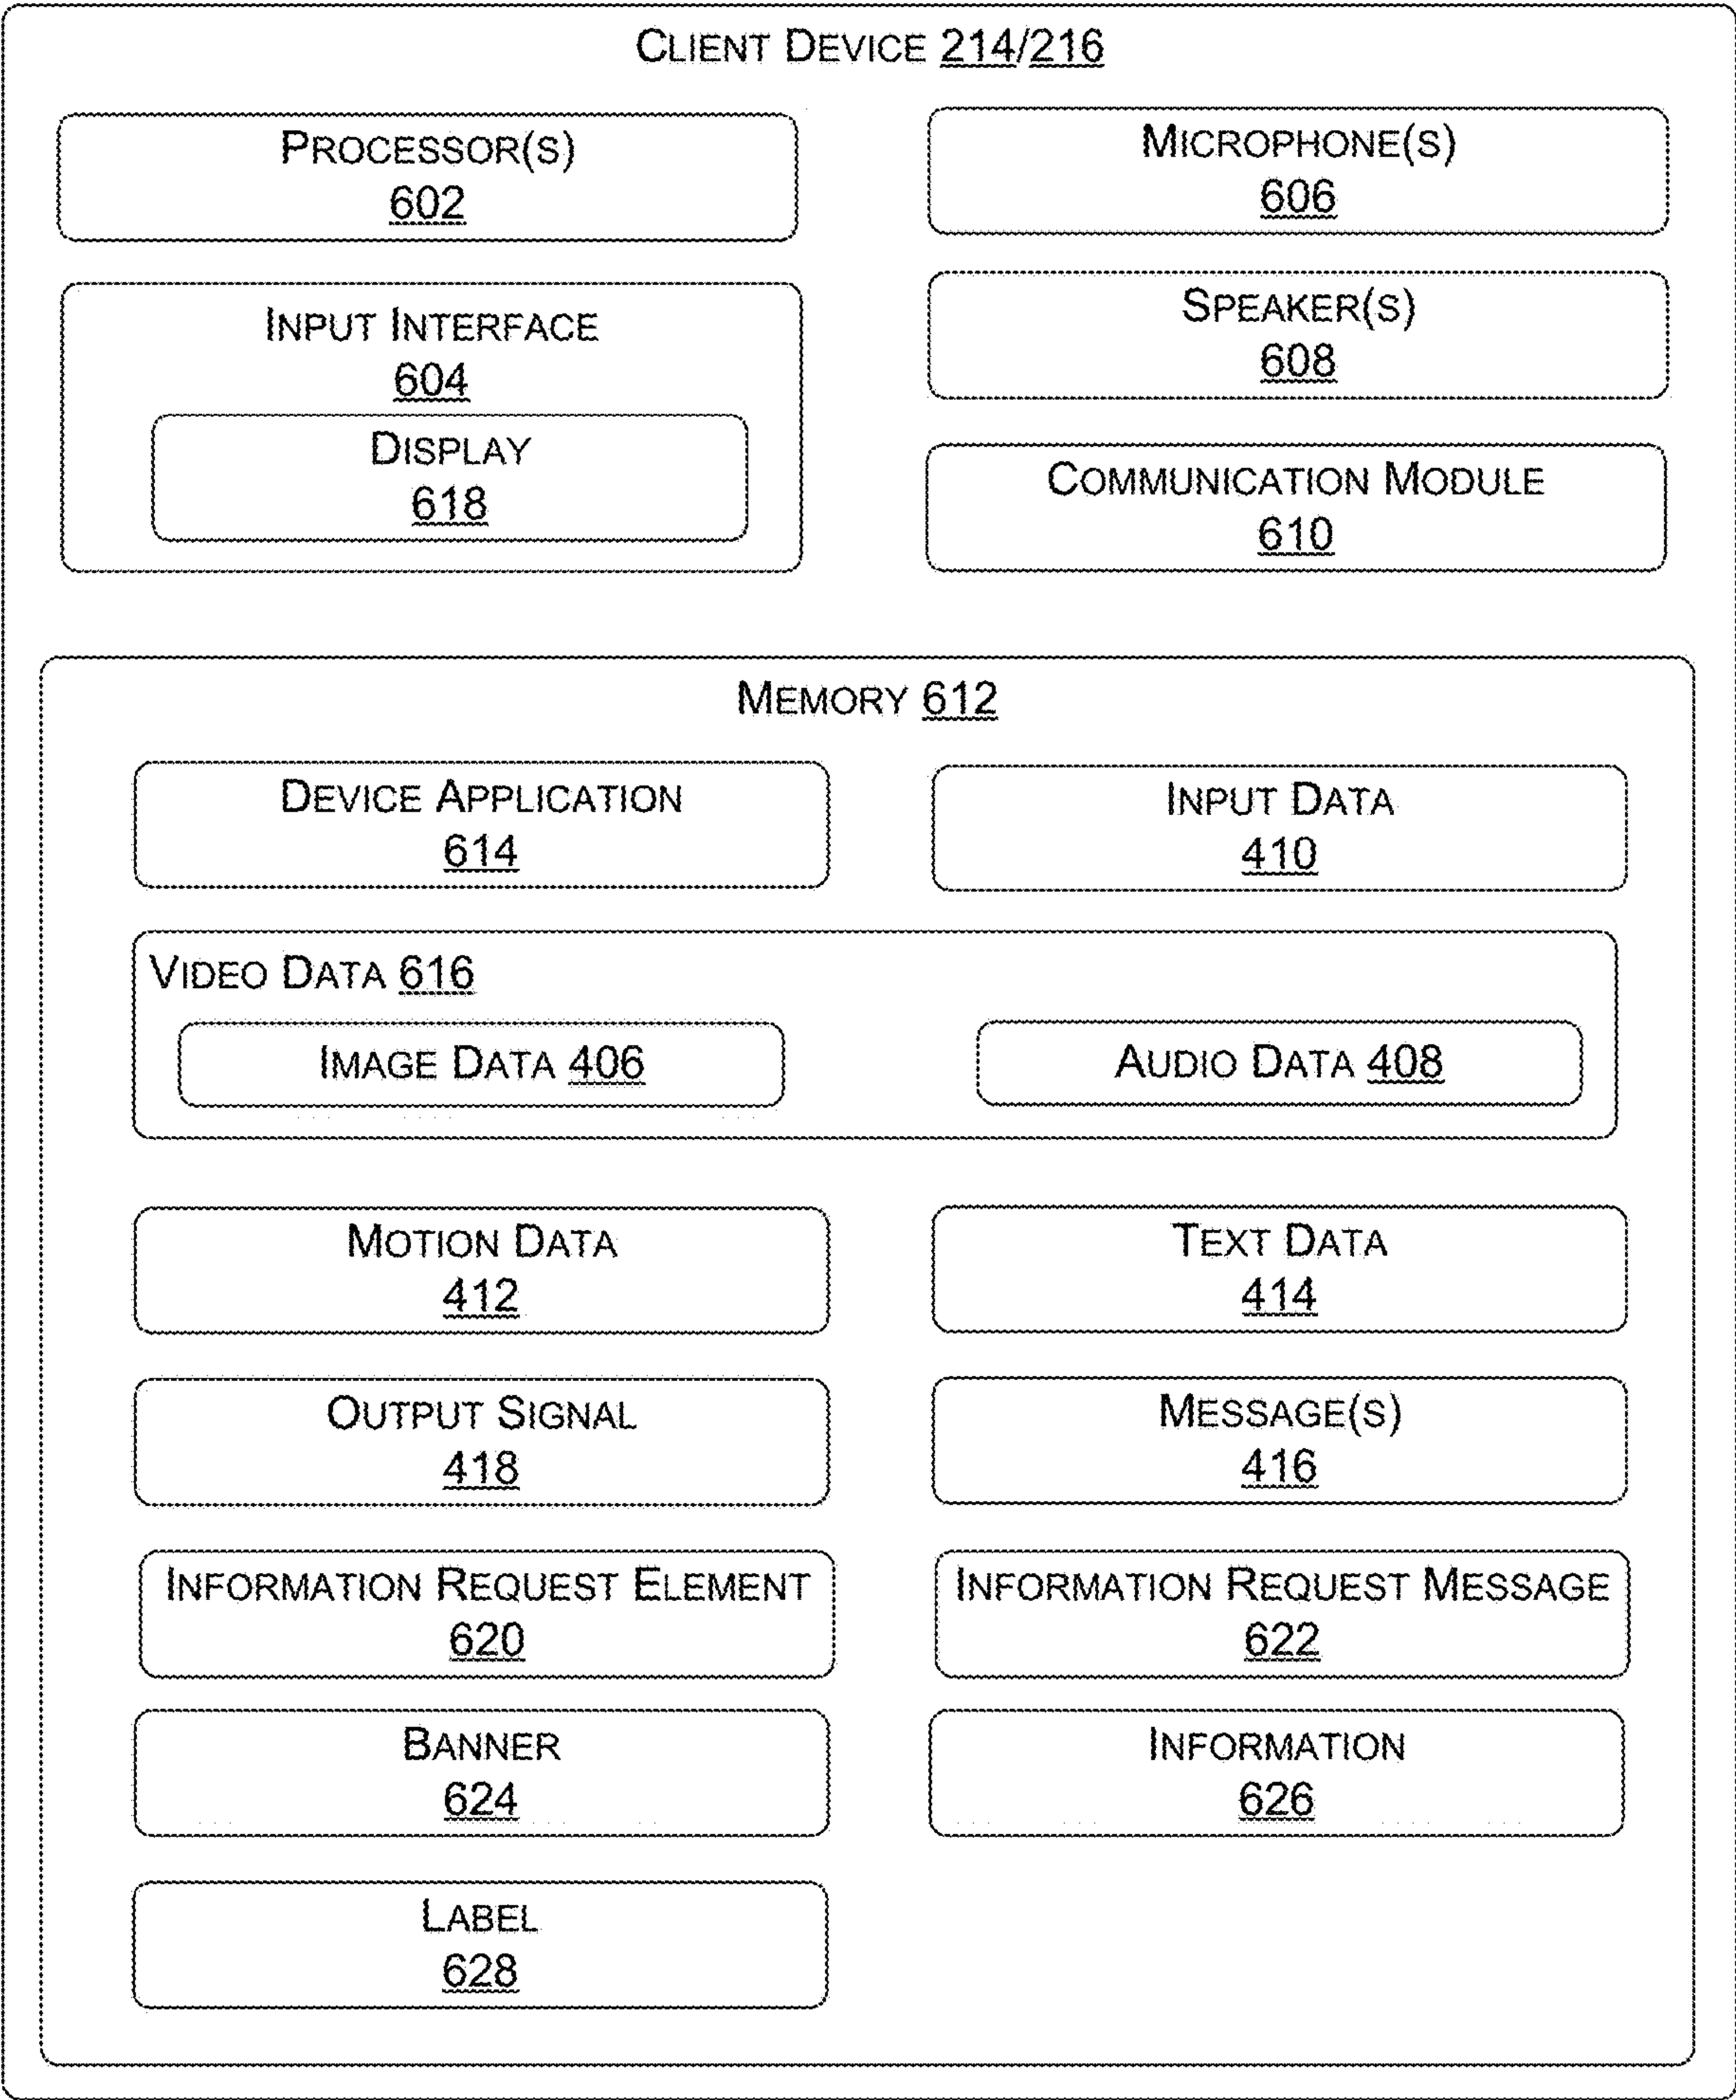 CLIENT DEVICE 214/216
PROCESSOR(S)
602
MICROPHONE(S)
606
INPUT INTERFACE
604
DISPLAY
618
SPEAKER(S)
608
COMMUNICATION MODULE
610
MEMORY 612
DEVICE APPLICATION
614
INPUT DATA
410
VIDEO DATA 616
IMAGE DATA 406
AUDIO DATA 408
MOTION DATA
412
TEXT DATA
414
OUTPUT SIGNAL
418
MESSAGE(S)
416
INFORMATION REQUEST ELEMENT
620
INFORMATION REQUEST MESSAGE
622
BANNER
624
INFORMATION
626
LABEL
628